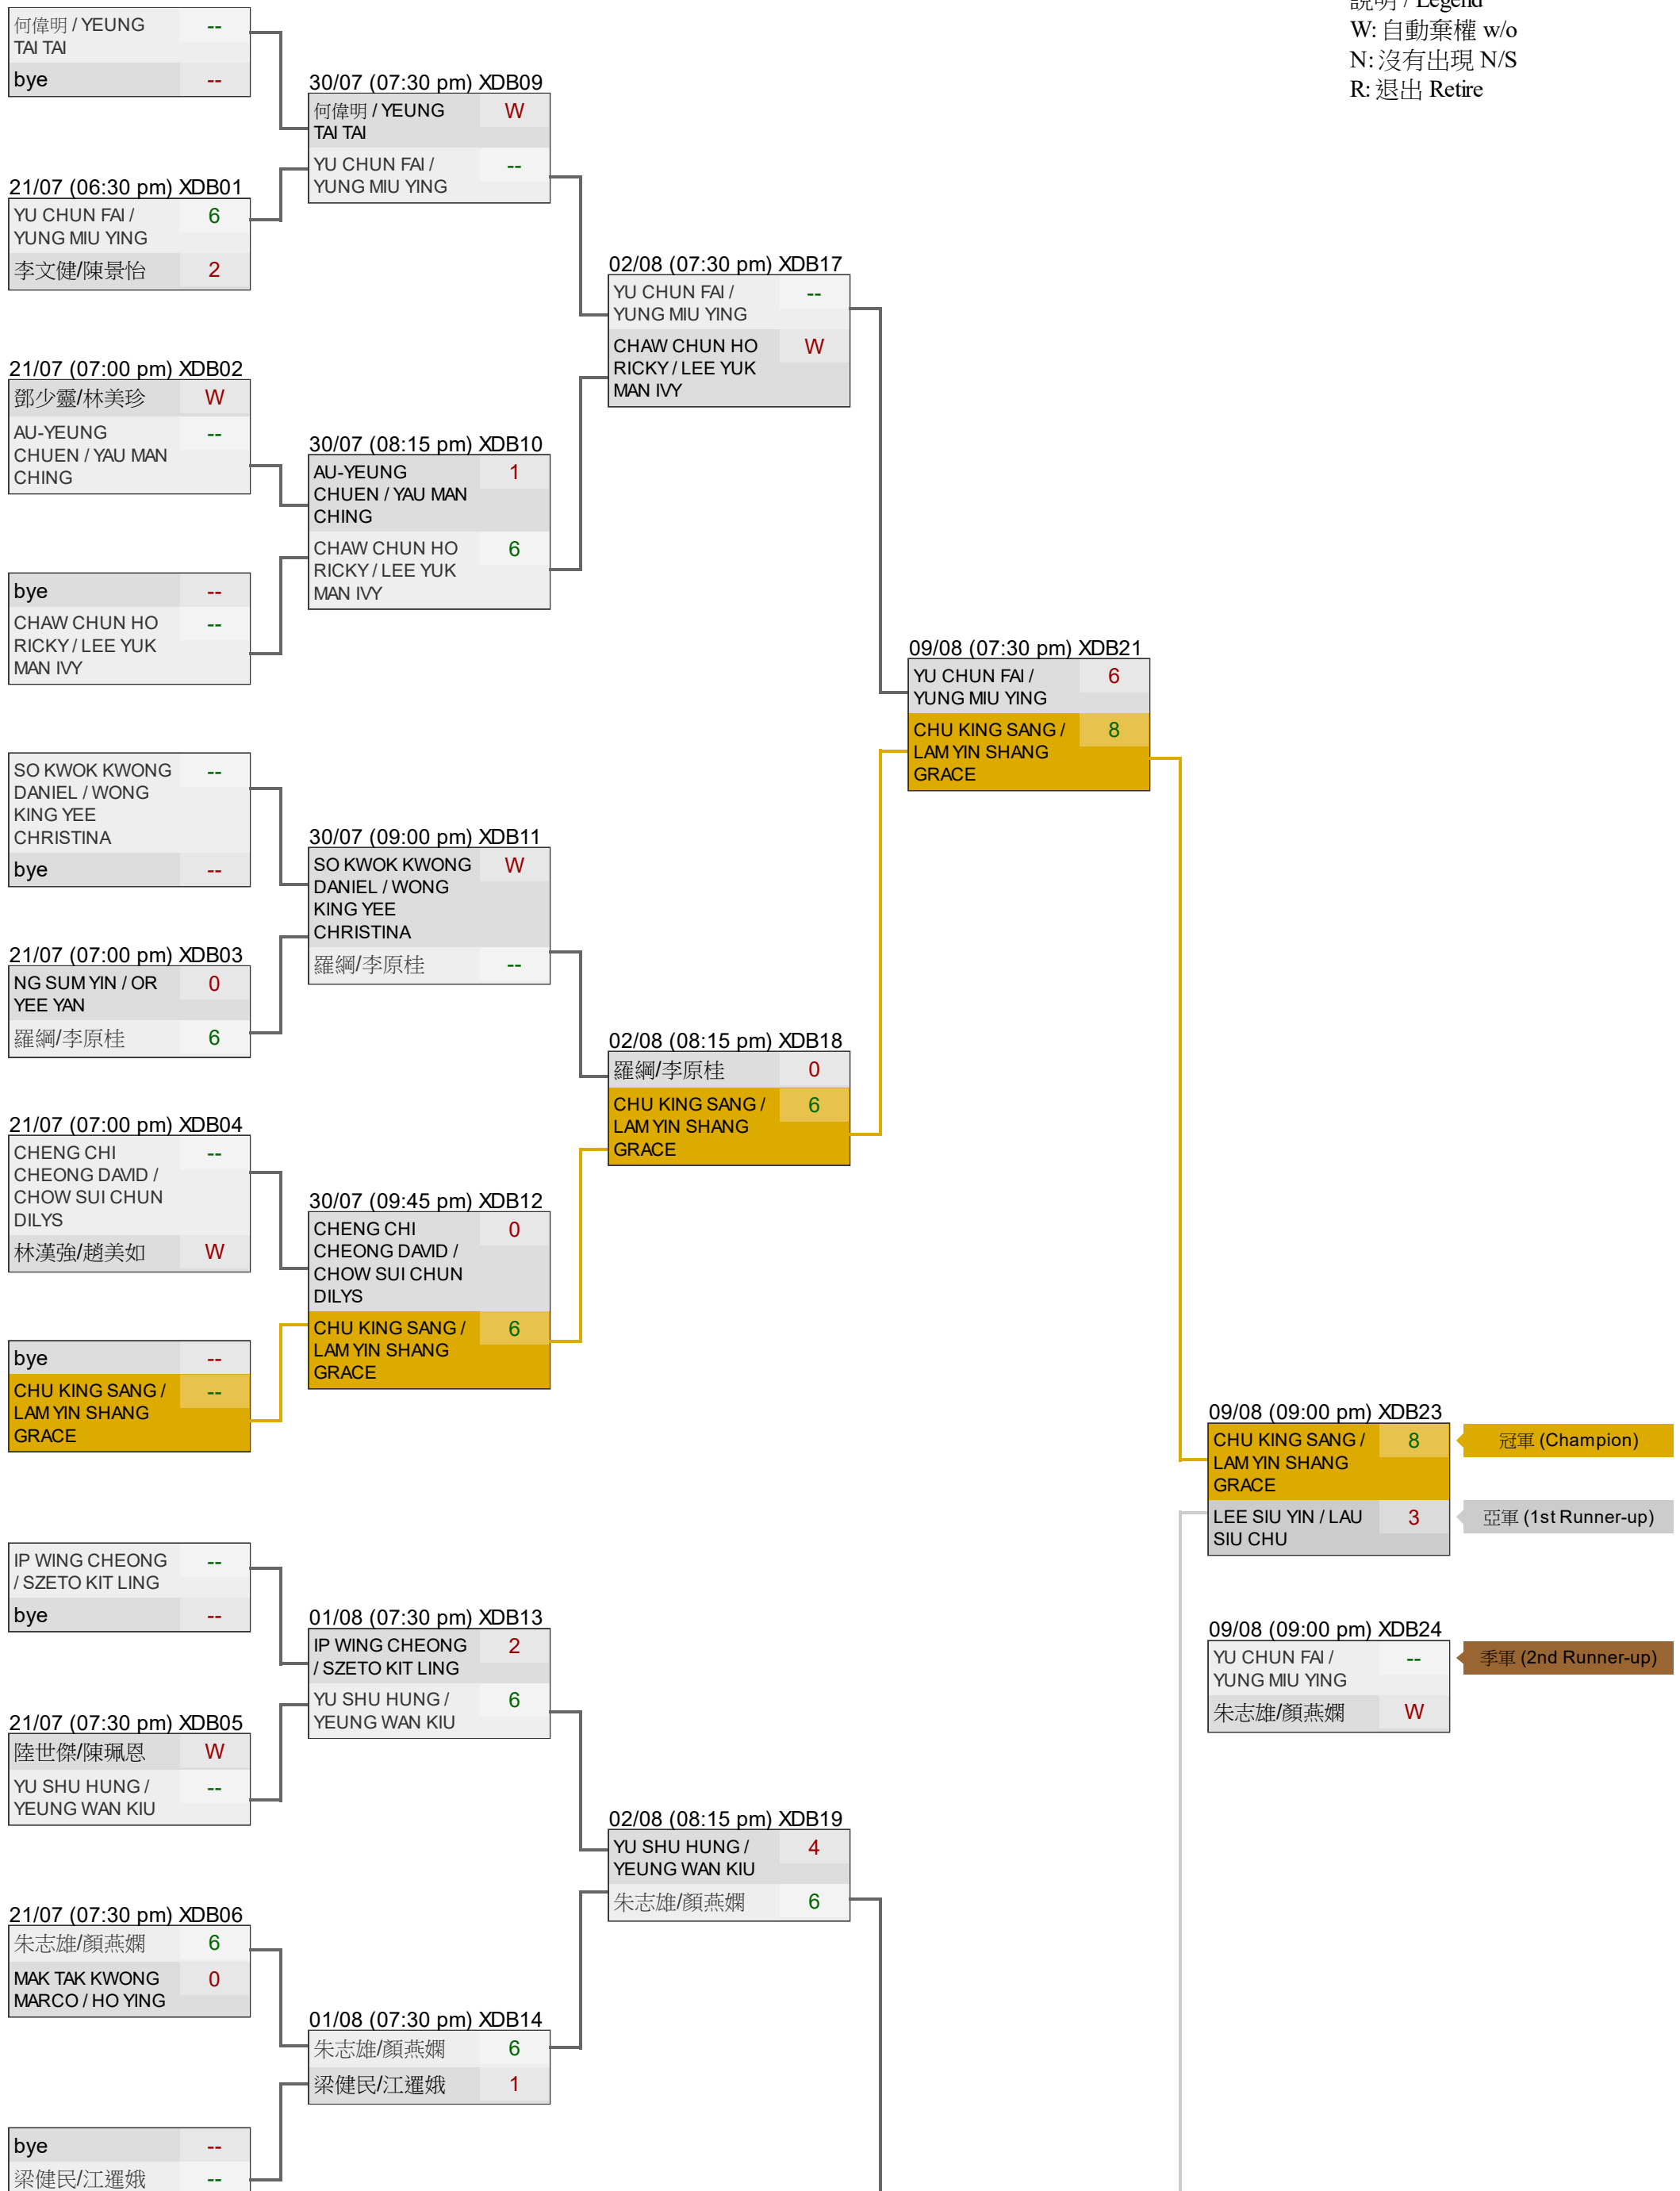 何偉明 / YEUNG --
TAI TAI
bye --
21/07 (06:30 pm) XDB01
YU CHUN FAI / 6
YUNG MIU YING
李文健/陳景怡 2
21/07 (07:00 pm) XDB02
鄧少靈/林美珍 W
AU-YEUNG --
CHUEN / YAU MAN
CHING
bye --
CHAW CHUN HO --
RICKY / LEE YUK
MAN IVY
SO KWOK KWONG --
DANIEL / WONG
KING YEE
CHRISTINA
bye --
21/07 (07:00 pm) XDB03
NG SUM YIN / OR 0
YEE YAN
羅綱/李原桂 6
21/07 (07:00 pm) XDB04
CHENG CHI --
CHEONG DAVID /
CHOW SUI CHUN
DILYS
林漢強/趙美如 W
bye --
CHU KING SANG / --
LAM YIN SHANG
GRACE
IP WING CHEONG --
/ SZETO KIT LING
bye --
21/07 (07:30 pm) XDB05
陸世傑/陳珮恩 W
YU SHU HUNG / --
YEUNG WAN KIU
21/07 (07:30 pm) XDB06
朱志雄/顏燕嫻 6
MAK TAK KWONG 0
MARCO / HO YING
bye --
梁健民/江暹娥 --
30/07 (07:30 pm) XDB09
何偉明 / YEUNG W
TAI TAI
YU CHUN FAI / --
YUNG MIU YING
30/07 (08:15 pm) XDB10
AU-YEUNG 1
CHUEN / YAU MAN
CHING
CHAW CHUN HO 6
RICKY / LEE YUK
MAN IVY
30/07 (09:00 pm) XDB11
SO KWOK KWONG W
DANIEL / WONG
KING YEE
CHRISTINA
羅綱/李原桂 --
30/07 (09:45 pm) XDB12
CHENG CHI 0
CHEONG DAVID /
CHOW SUI CHUN
DILYS
CHU KING SANG / 6
LAM YIN SHANG
GRACE
01/08 (07:30 pm) XDB13
IP WING CHEONG 2
/ SZETO KIT LING
YU SHU HUNG / 6
YEUNG WAN KIU
01/08 (07:30 pm) XDB14
朱志雄/顏燕嫻 6
梁健民/江暹娥 1
02/08 (07:30 pm) XDB17
YU CHUN FAI / --
YUNG MIU YING
CHAW CHUN HO W
RICKY / LEE YUK
MAN IVY
02/08 (08:15 pm) XDB18
羅綱/李原桂 0
CHU KING SANG / 6
LAM YIN SHANG
GRACE
02/08 (08:15 pm) XDB19
YU SHU HUNG / 4
YEUNG WAN KIU
朱志雄/顏燕嫻 6
09/08 (07:30 pm) XDB21
YU CHUN FAI / 6
YUNG MIU YING
CHU KING SANG / 8
LAM YIN SHANG
GRACE
說明 / Legend
W: 自動棄權 w/o
N: 沒有出現 N/S
R: 退出 Retire
09/08 (09:00 pm) XDB23
CHU KING SANG / 8 冠軍 (Champion)
LAM YIN SHANG
GRACE
LEE SIU YIN / LAU 3 亞軍 (1st Runner-up)
SIU CHU
09/08 (09:00 pm) XDB24
YU CHUN FAI / -- 季軍 (2nd Runner-up)
YUNG MIU YING
朱志雄/顏燕嫻 W